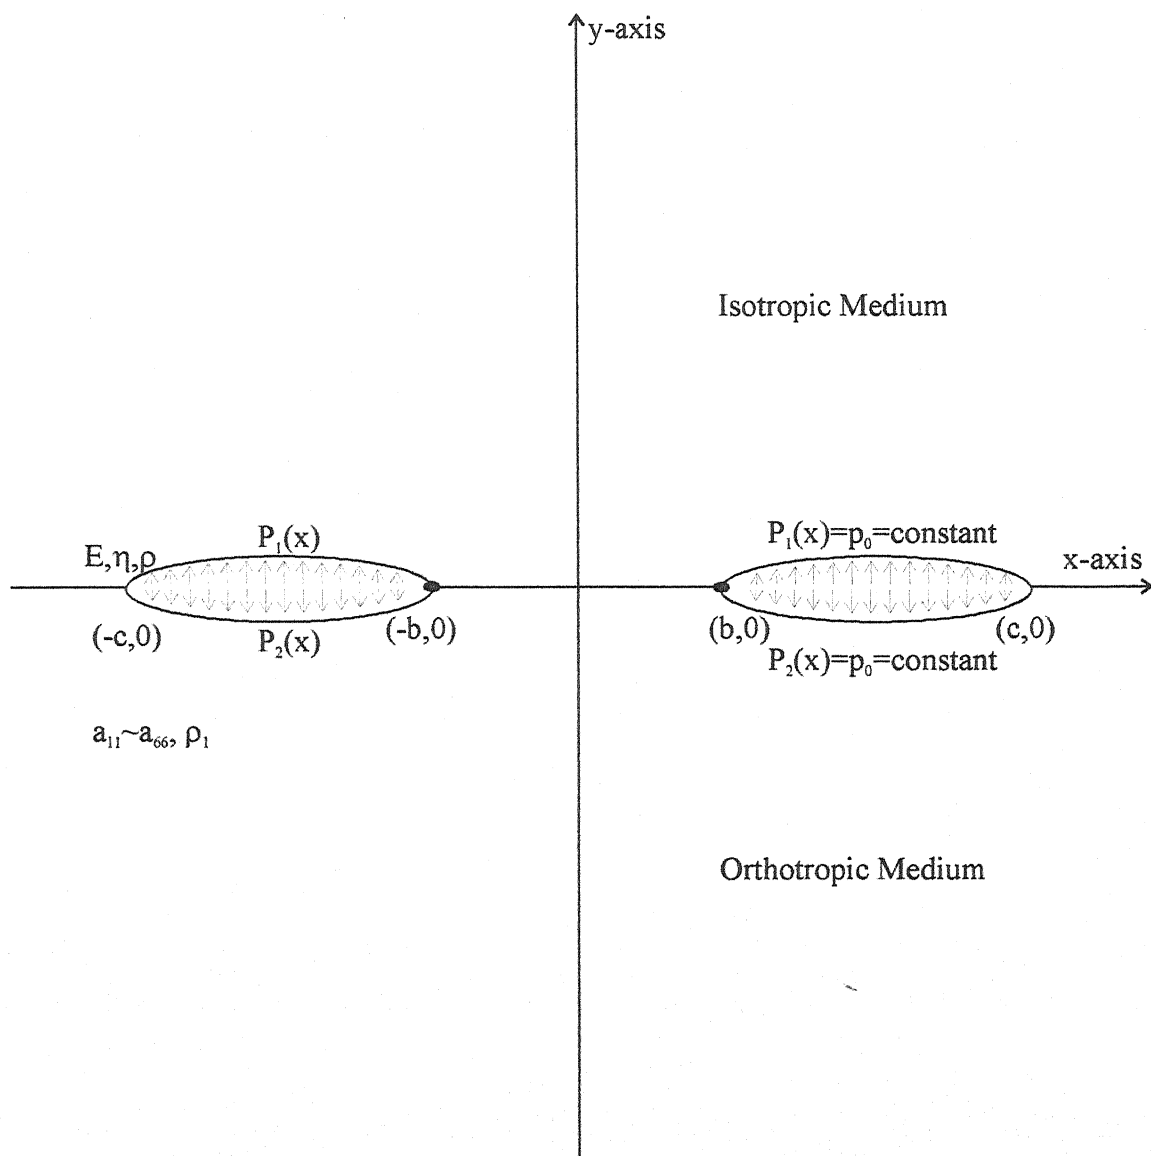 y-axis
Isotropic Medium
P₁(x)
P₁(x)=p₀=constant
E,η,ρ
x-axis
(-c,0)
(-b,0)
(b,0)
(c,0)
P₂(x)
P₂(x)=p₀=constant
a₁₁~a₆₆, ρ₁
Orthotropic Medium